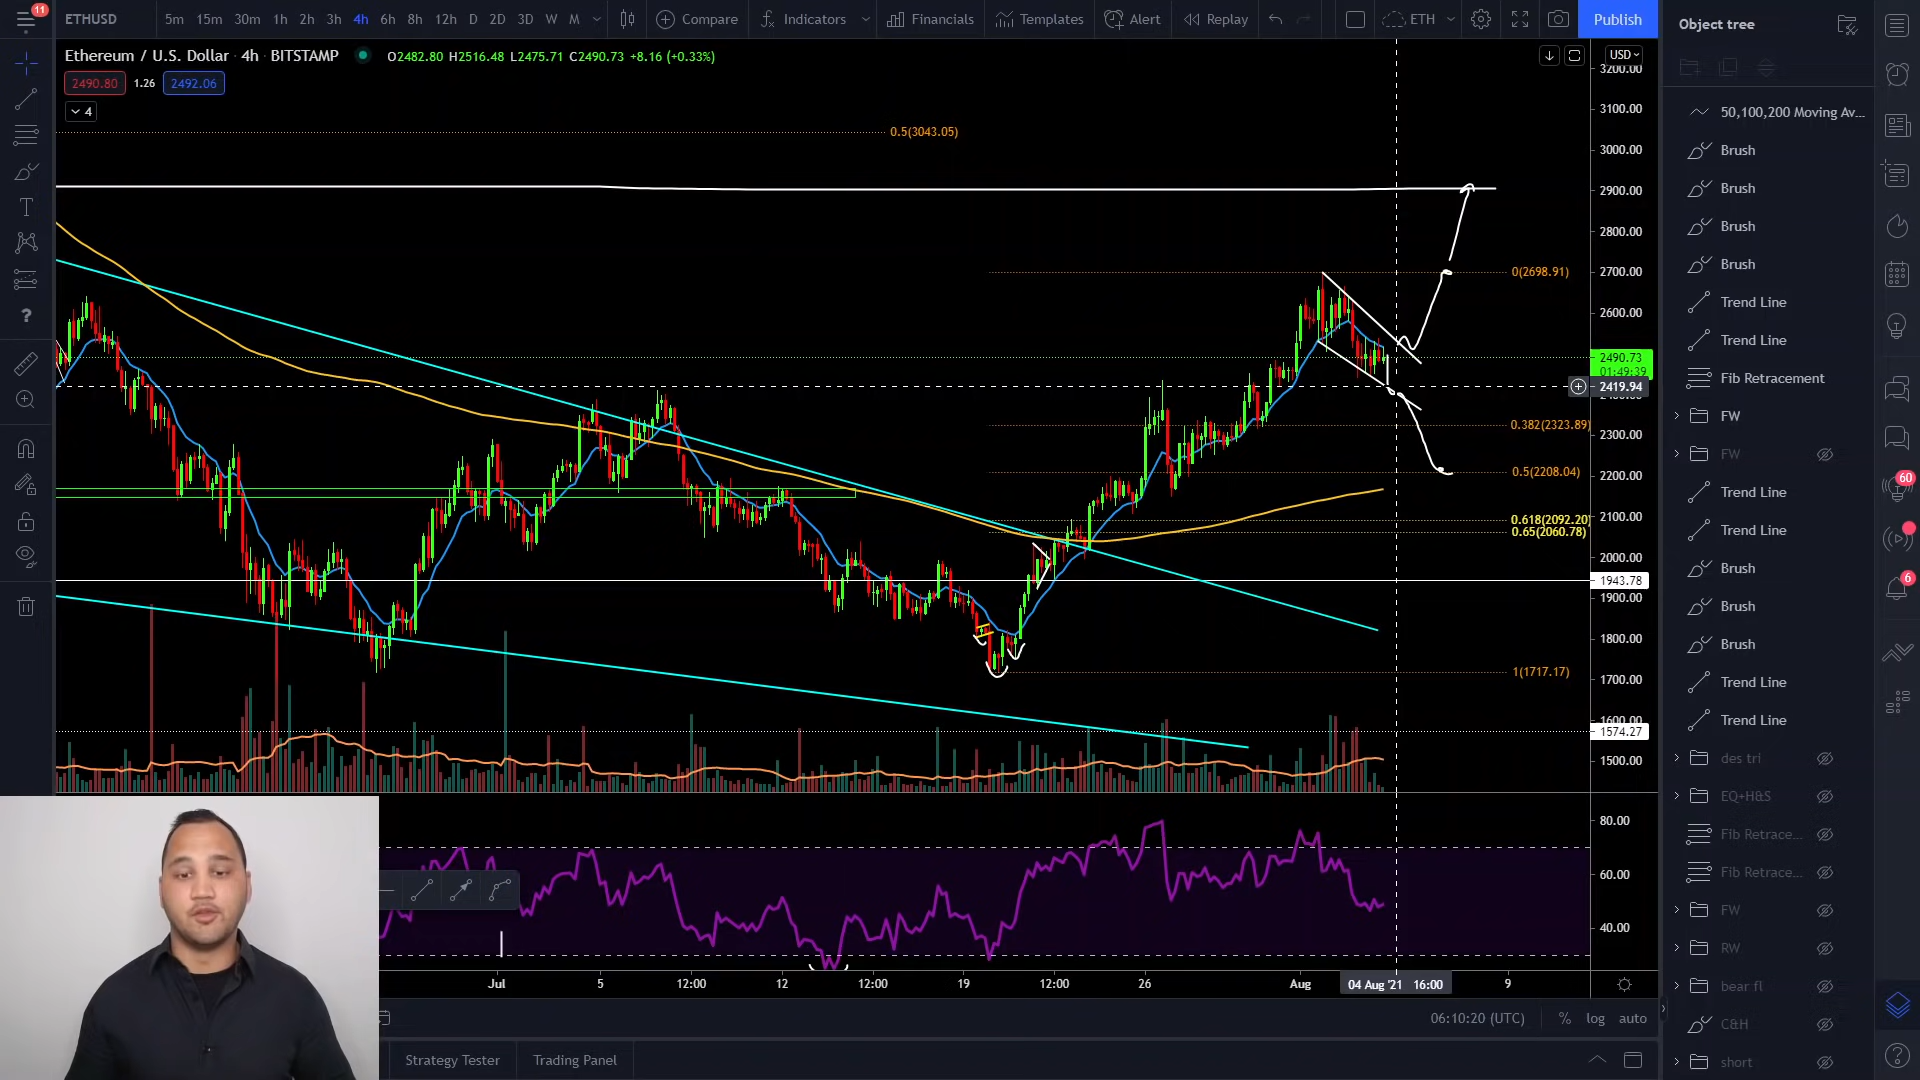 11
ETHUSD
5m 15m 30m 1h 2h 3h 4h 6h 8h 12h D 2D 3D W M
Compare
Indicators
Financials
Templates
Alert
Replay
ETH
Publish
Object tree
Ethereum / U.S. Dollar · 4h · BITSTAMP
O2482.80 H2516.48 L2475.71 C2490.73 +8.16 (+0.33%)
2490.80 1.26 2492.06
4
USD
3200.00
3100.00
3000.00
2900.00
2800.00
2700.00
2600.00
2490.73
01:49:39
2419.94
2300.00
2200.00
2100.00
2000.00
1943.78
1900.00
1800.00
1700.00
1600.00
1574.27
1500.00
80.00
60.00
40.00
0.5(3043.05)
0(2698.91)
0.382(2323.89)
0.5(2208.04)
0.618(2092.20)
0.65(2060.78)
1(1717.17)
Jul 5 12:00 12 12:00 19 12:00 26 Aug 04 Aug '21 16:00 9
06:10:20 (UTC) % log auto
Strategy Tester Trading Panel
50,100,200 Moving Av...
Brush
Brush
Brush
Brush
Trend Line
Trend Line
Fib Retracement
FW
FW
Trend Line
Trend Line
Brush
Brush
Brush
Trend Line
Trend Line
des tri
EQ+H&S
Fib Retrace...
Fib Retrace...
FW
RW
bear fl
C&H
short
60
6